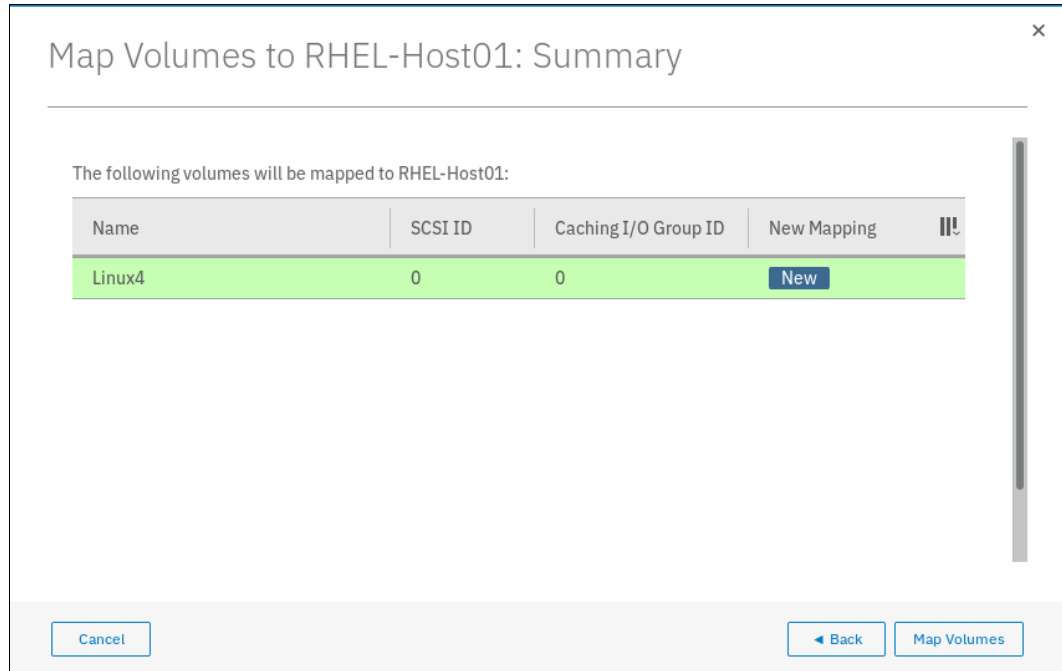 Map Volumes to RHEL-Host01: Summary
The following volumes will be mapped to RHEL-Host01:
Name SCSI ID Caching I/O Group ID New Mapping
Linux4 0 0 New
Cancel ◄ Back Map Volumes